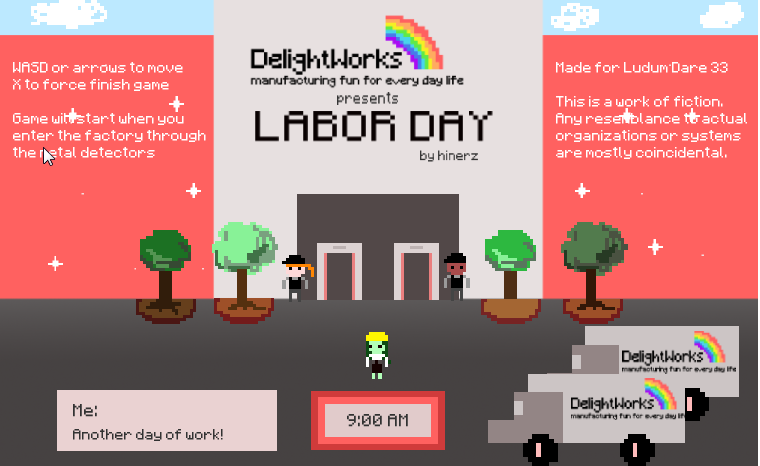 WASD or arrows to move
X to force finish game
Game will start when you
enter the factory through
the metal detectors
DelightWorks
manufacturing fun for every day life
presents
LABOR DAY
by hinerz
Made for Ludum Dare 33
This is a work of fiction.
Any resemblance to actual
organizations or systems
are mostly coincidental.
Me:
Another day of work!
9:00 AM
DelightWorks
manufacturing fun for every day life
DelightWorks
manufacturing fun for every day life